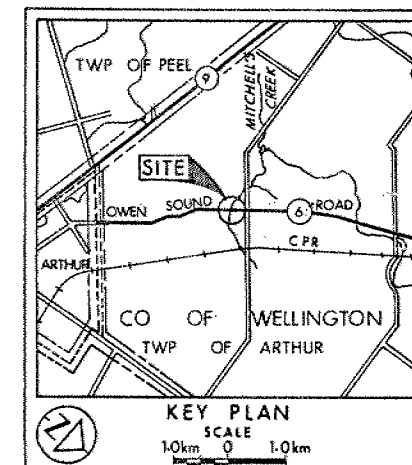 TWP OF PEEL
9
MITCHELL'S
CREEK
SITE
OWEN SOUND ROAD
6
CPR
ARTHUR
CO OF WELLINGTON
TWP OF ARTHUR
N
KEY PLAN
SCALE
1.0km 0 1.0km